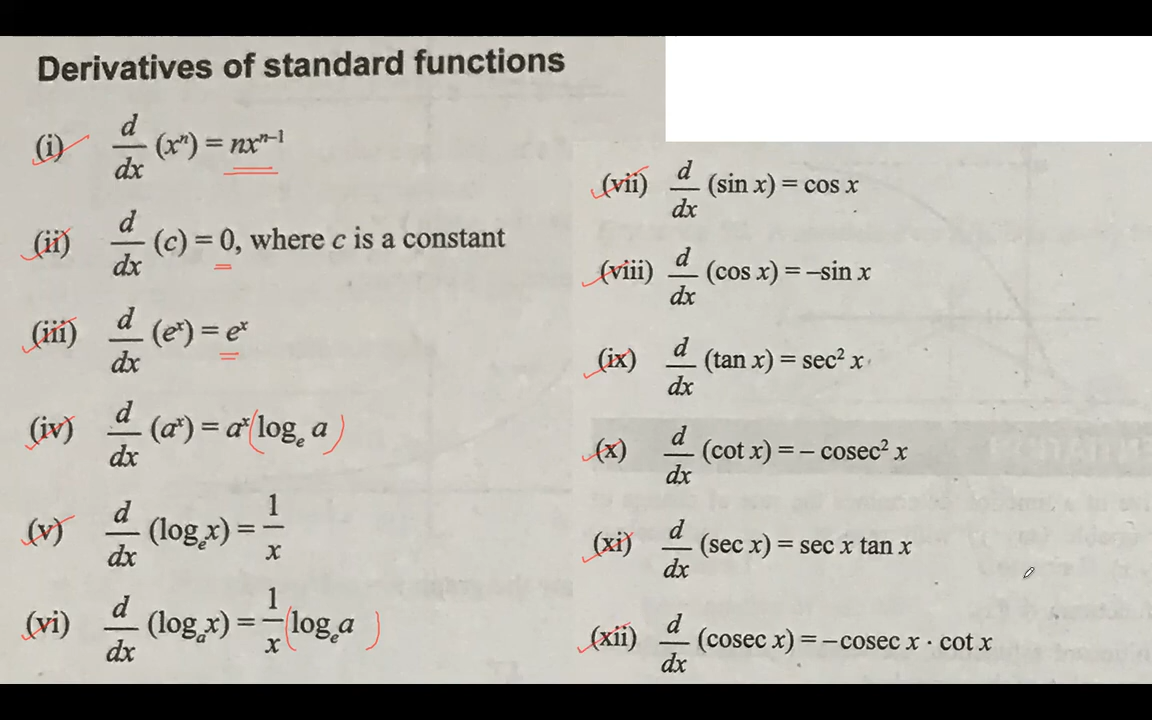 Derivatives of standard functions
(i) d/dx (xⁿ) = nxⁿ⁻¹
(ii) d/dx (c) = 0, where c is a constant
(iii) d/dx (eˣ) = eˣ
(iv) d/dx (aˣ) = aˣ (logₑ a)
(v) d/dx (logₑx) = 1/x
(vi) d/dx (logₐx) = 1/x (logₑa)
(vii) d/dx (sin x) = cos x
(viii) d/dx (cos x) = –sin x
(ix) d/dx (tan x) = sec² x
(x) d/dx (cot x) = – cosec² x
(xi) d/dx (sec x) = sec x tan x
(xii) d/dx (cosec x) = –cosec x · cot x